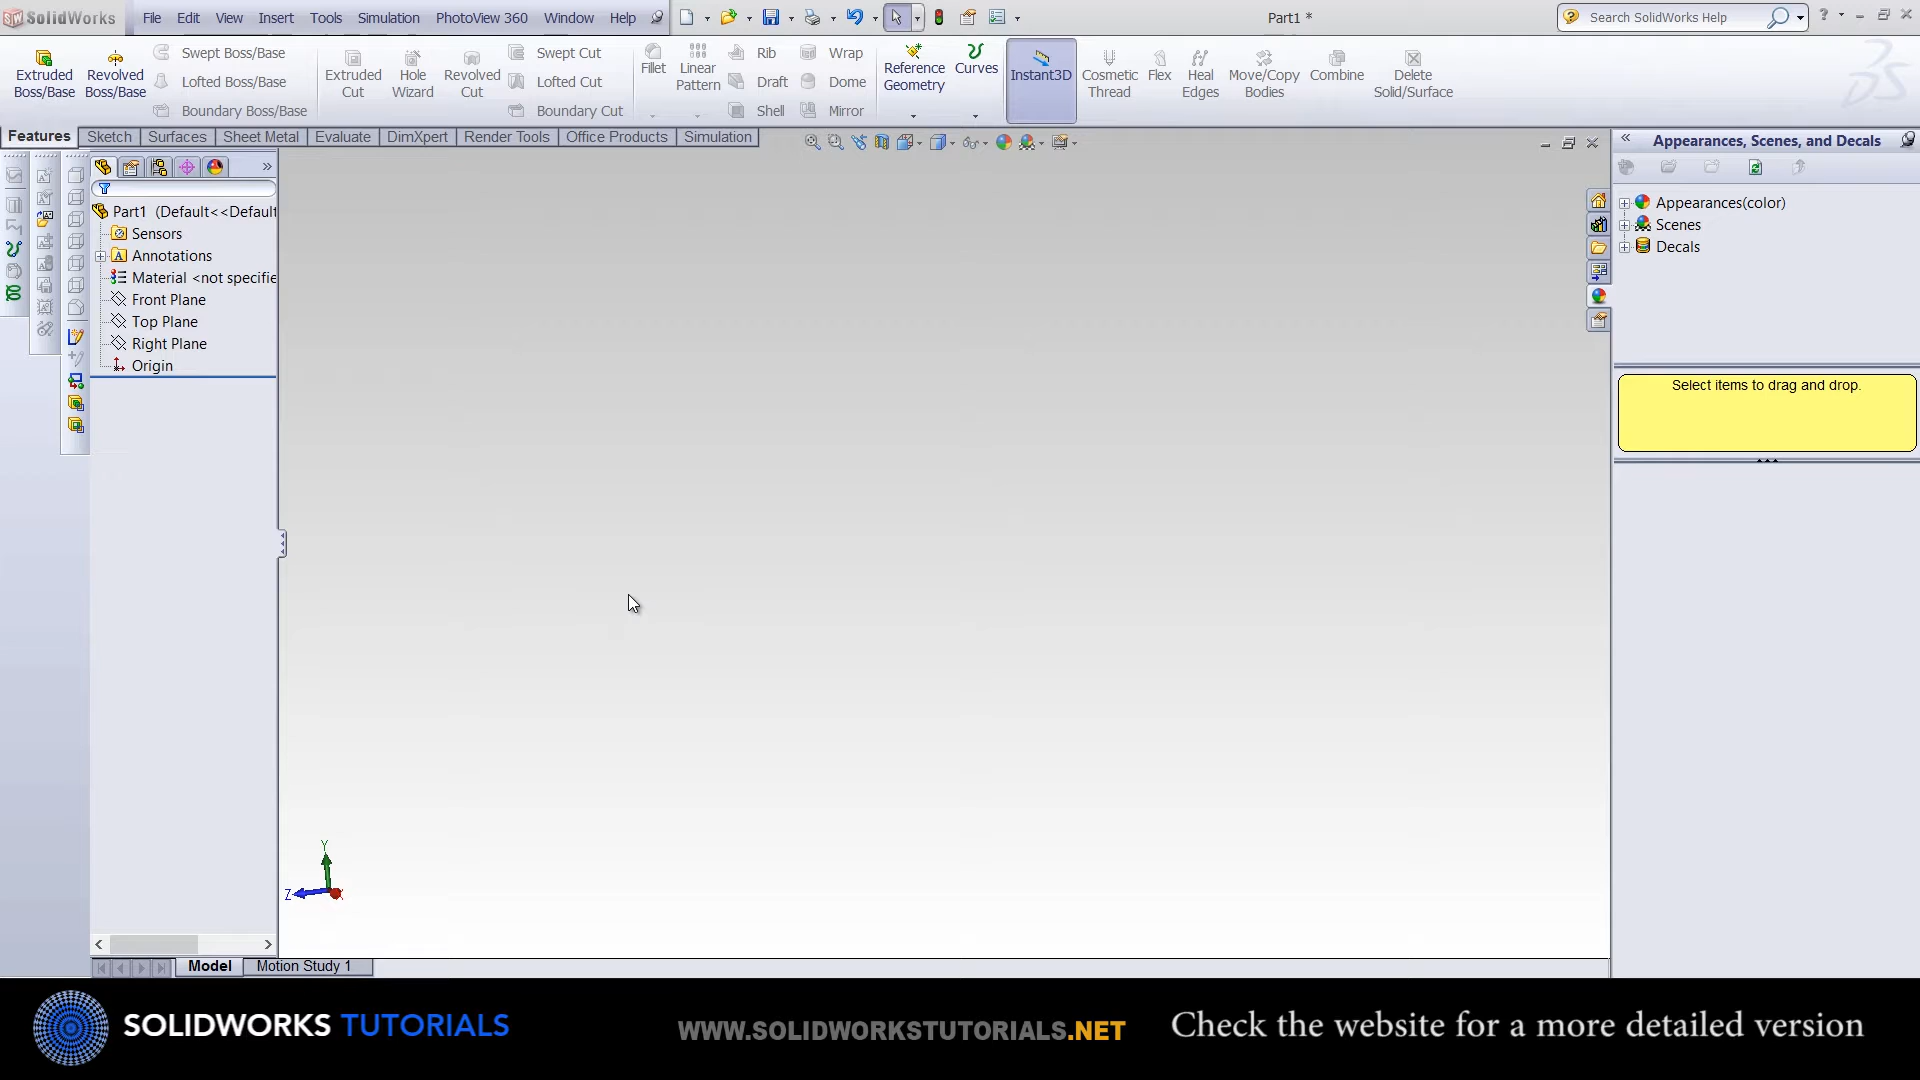 SolidWorks File Edit View Insert Tools Simulation PhotoView 360 Window Help Part1 * Search SolidWorks Help ?
Extruded Boss/Base
Revolved Boss/Base
Swept Boss/Base
Lofted Boss/Base
Boundary Boss/Base
Extruded Cut
Hole Wizard
Revolved Cut
Swept Cut
Lofted Cut
Boundary Cut
Fillet
Linear Pattern
Rib
Draft
Shell
Wrap
Dome
Mirror
Reference Geometry
Curves
Instant3D
Cosmetic Thread
Flex
Heal Edges
Move/Copy Bodies
Combine
Delete Solid/Surface
Features Sketch Surfaces Sheet Metal Evaluate DimXpert Render Tools Office Products Simulation
Part1 (Default<<Default
Sensors
Annotations
Material <not specifie
Front Plane
Top Plane
Right Plane
Origin
Appearances, Scenes, and Decals
Appearances(color)
Scenes
Decals
Select items to drag and drop.
Y
Z
X
Model Motion Study 1
SOLIDWORKS TUTORIALS
WWW.SOLIDWORKSTUTORIALS.NET
Check the website for a more detailed version